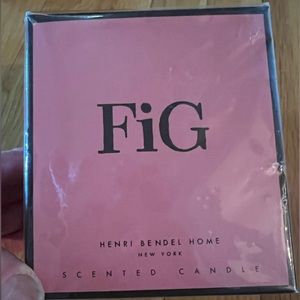 FiG
HENRI BENDEL HOME
NEW YORK
SCENTED CANDLE